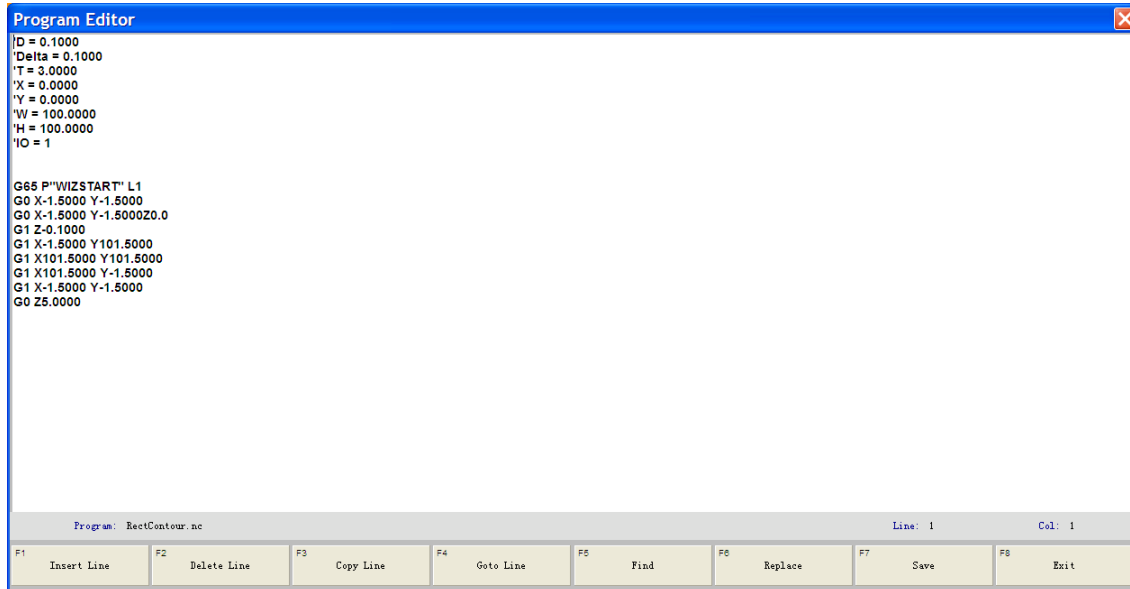 Program Editor
'D = 0.1000
'Delta = 0.1000
'T = 3.0000
'X = 0.0000
'Y = 0.0000
'W = 100.0000
'H = 100.0000
'IO = 1
G65 P"WIZSTART" L1
G0 X-1.5000 Y-1.5000
G0 X-1.5000 Y-1.5000Z0.0
G1 Z-0.1000
G1 X-1.5000 Y101.5000
G1 X101.5000 Y101.5000
G1 X101.5000 Y-1.5000
G1 X-1.5000 Y-1.5000
G0 Z5.0000
Program: RectContour.nc Line: 1 Col: 1
F1 Insert Line F2 Delete Line F3 Copy Line F4 Goto Line F5 Find F6 Replace F7 Save F8 Exit